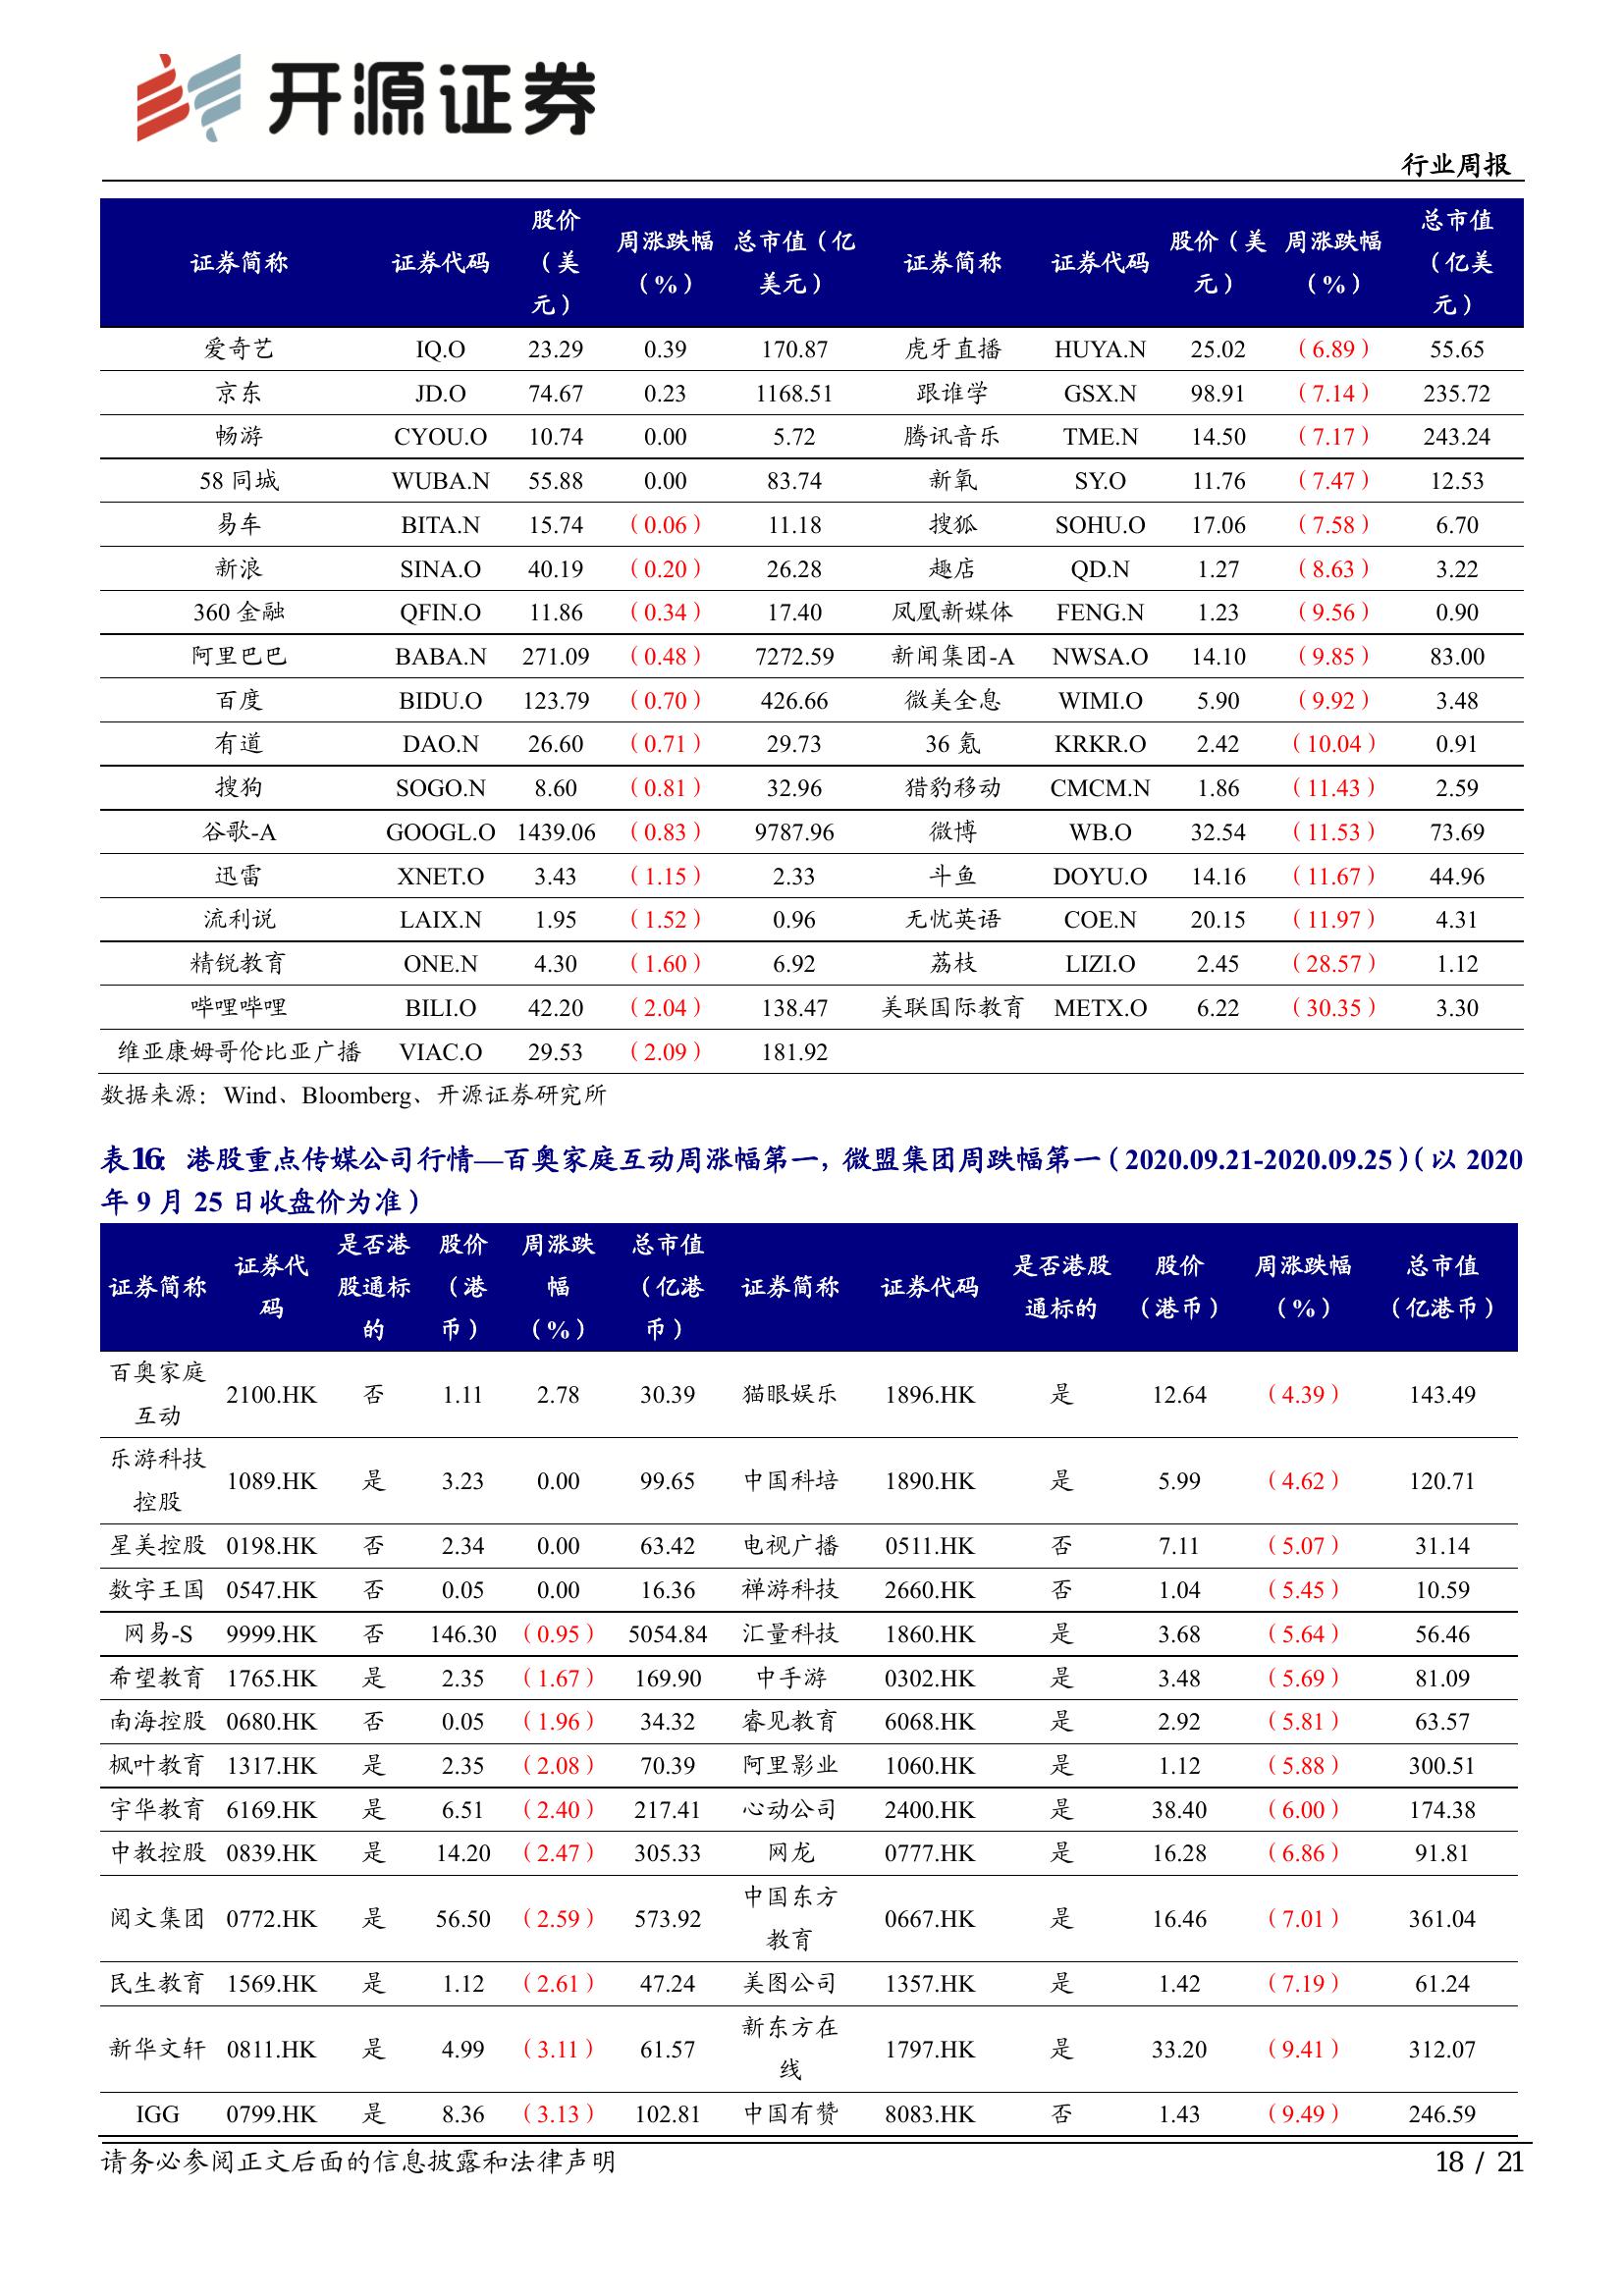 开源证券
行业周报
证券简称 证券代码 股价（美元） 周涨跌幅（%） 总市值（亿美元） 证券简称 证券代码 股价（美元） 周涨跌幅（%） 总市值（亿美元）
爱奇艺 IQ.O 23.29 0.39 170.87 虎牙直播 HUYA.N 25.02 （6.89） 55.65
京东 JD.O 74.67 0.23 1168.51 跟谁学 GSX.N 98.91 （7.14） 235.72
畅游 CYOU.O 10.74 0.00 5.72 腾讯音乐 TME.N 14.50 （7.17） 243.24
58 同城 WUBA.N 55.88 0.00 83.74 新氧 SY.O 11.76 （7.47） 12.53
易车 BITA.N 15.74 （0.06） 11.18 搜狐 SOHU.O 17.06 （7.58） 6.70
新浪 SINA.O 40.19 （0.20） 26.28 趣店 QD.N 1.27 （8.63） 3.22
360 金融 QFIN.O 11.86 （0.34） 17.40 凤凰新媒体 FENG.N 1.23 （9.56） 0.90
阿里巴巴 BABA.N 271.09 （0.48） 7272.59 新闻集团-A NWSA.O 14.10 （9.85） 83.00
百度 BIDU.O 123.79 （0.70） 426.66 微美全息 WIMI.O 5.90 （9.92） 3.48
有道 DAO.N 26.60 （0.71） 29.73 36 氪 KRKR.O 2.42 （10.04） 0.91
搜狗 SOGO.N 8.60 （0.81） 32.96 猎豹移动 CMCM.N 1.86 （11.43） 2.59
谷歌-A GOOGL.O 1439.06 （0.83） 9787.96 微博 WB.O 32.54 （11.53） 73.69
迅雷 XNET.O 3.43 （1.15） 2.33 斗鱼 DOYU.O 14.16 （11.67） 44.96
流利说 LAIX.N 1.95 （1.52） 0.96 无忧英语 COE.N 20.15 （11.97） 4.31
精锐教育 ONE.N 4.30 （1.60） 6.92 荔枝 LIZI.O 2.45 （28.57） 1.12
哔哩哔哩 BILI.O 42.20 （2.04） 138.47 美联国际教育 METX.O 6.22 （30.35） 3.30
维亚康姆哥伦比亚广播 VIAC.O 29.53 （2.09） 181.92
数据来源：Wind、Bloomberg、开源证券研究所
表16：港股重点传媒公司行情—百奥家庭互动周涨幅第一，微盟集团周跌幅第一（2020.09.21-2020.09.25）（以 2020
年 9 月 25 日收盘价为准）
证券简称 证券代码 是否港股通标的 股价（港币） 周涨跌幅（%） 总市值（亿港币） 证券简称 证券代码 是否港股通标的 股价（港币） 周涨跌幅（%） 总市值（亿港币）
百奥家庭互动 2100.HK 否 1.11 2.78 30.39 猫眼娱乐 1896.HK 是 12.64 （4.39） 143.49
乐游科技控股 1089.HK 是 3.23 0.00 99.65 中国科培 1890.HK 是 5.99 （4.62） 120.71
星美控股 0198.HK 否 2.34 0.00 63.42 电视广播 0511.HK 否 7.11 （5.07） 31.14
数字王国 0547.HK 否 0.05 0.00 16.36 禅游科技 2660.HK 否 1.04 （5.45） 10.59
网易-S 9999.HK 否 146.30 （0.95） 5054.84 汇量科技 1860.HK 是 3.68 （5.64） 56.46
希望教育 1765.HK 是 2.35 （1.67） 169.90 中手游 0302.HK 是 3.48 （5.69） 81.09
南海控股 0680.HK 否 0.05 （1.96） 34.32 睿见教育 6068.HK 是 2.92 （5.81） 63.57
枫叶教育 1317.HK 是 2.35 （2.08） 70.39 阿里影业 1060.HK 是 1.12 （5.88） 300.51
宇华教育 6169.HK 是 6.51 （2.40） 217.41 心动公司 2400.HK 是 38.40 （6.00） 174.38
中教控股 0839.HK 是 14.20 （2.47） 305.33 网龙 0777.HK 是 16.28 （6.86） 91.81
阅文集团 0772.HK 是 56.50 （2.59） 573.92 中国东方教育 0667.HK 是 16.46 （7.01） 361.04
民生教育 1569.HK 是 1.12 （2.61） 47.24 美图公司 1357.HK 是 1.42 （7.19） 61.24
新华文轩 0811.HK 是 4.99 （3.11） 61.57 新东方在线 1797.HK 是 33.20 （9.41） 312.07
IGG 0799.HK 是 8.36 （3.13） 102.81 中国有赞 8083.HK 否 1.43 （9.49） 246.59
请务必参阅正文后面的信息披露和法律声明
18 / 21